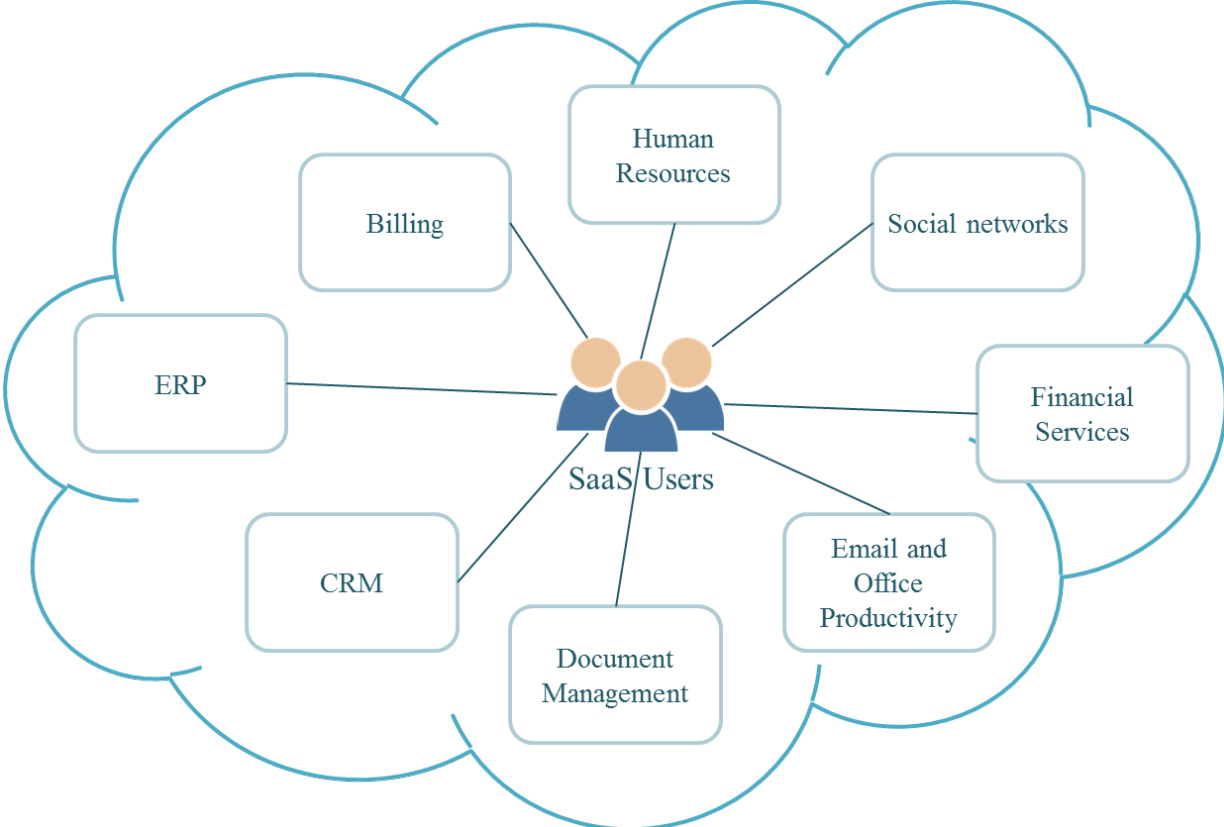 Human
Resources
Billing
Social networks
ERP
Financial
Services
SaaS Users
Email and
Office
Productivity
CRM
Document
Management